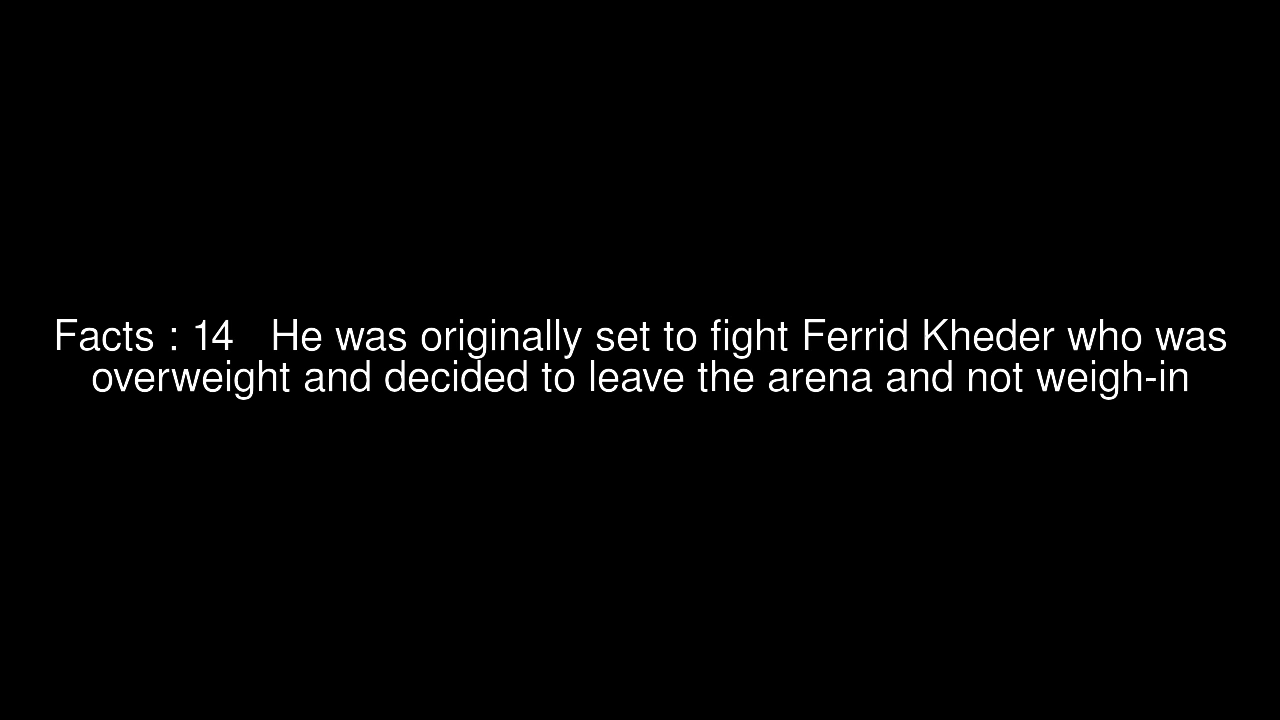 Facts : 14   He was originally set to fight Ferrid Kheder who was
overweight and decided to leave the arena and not weigh-in